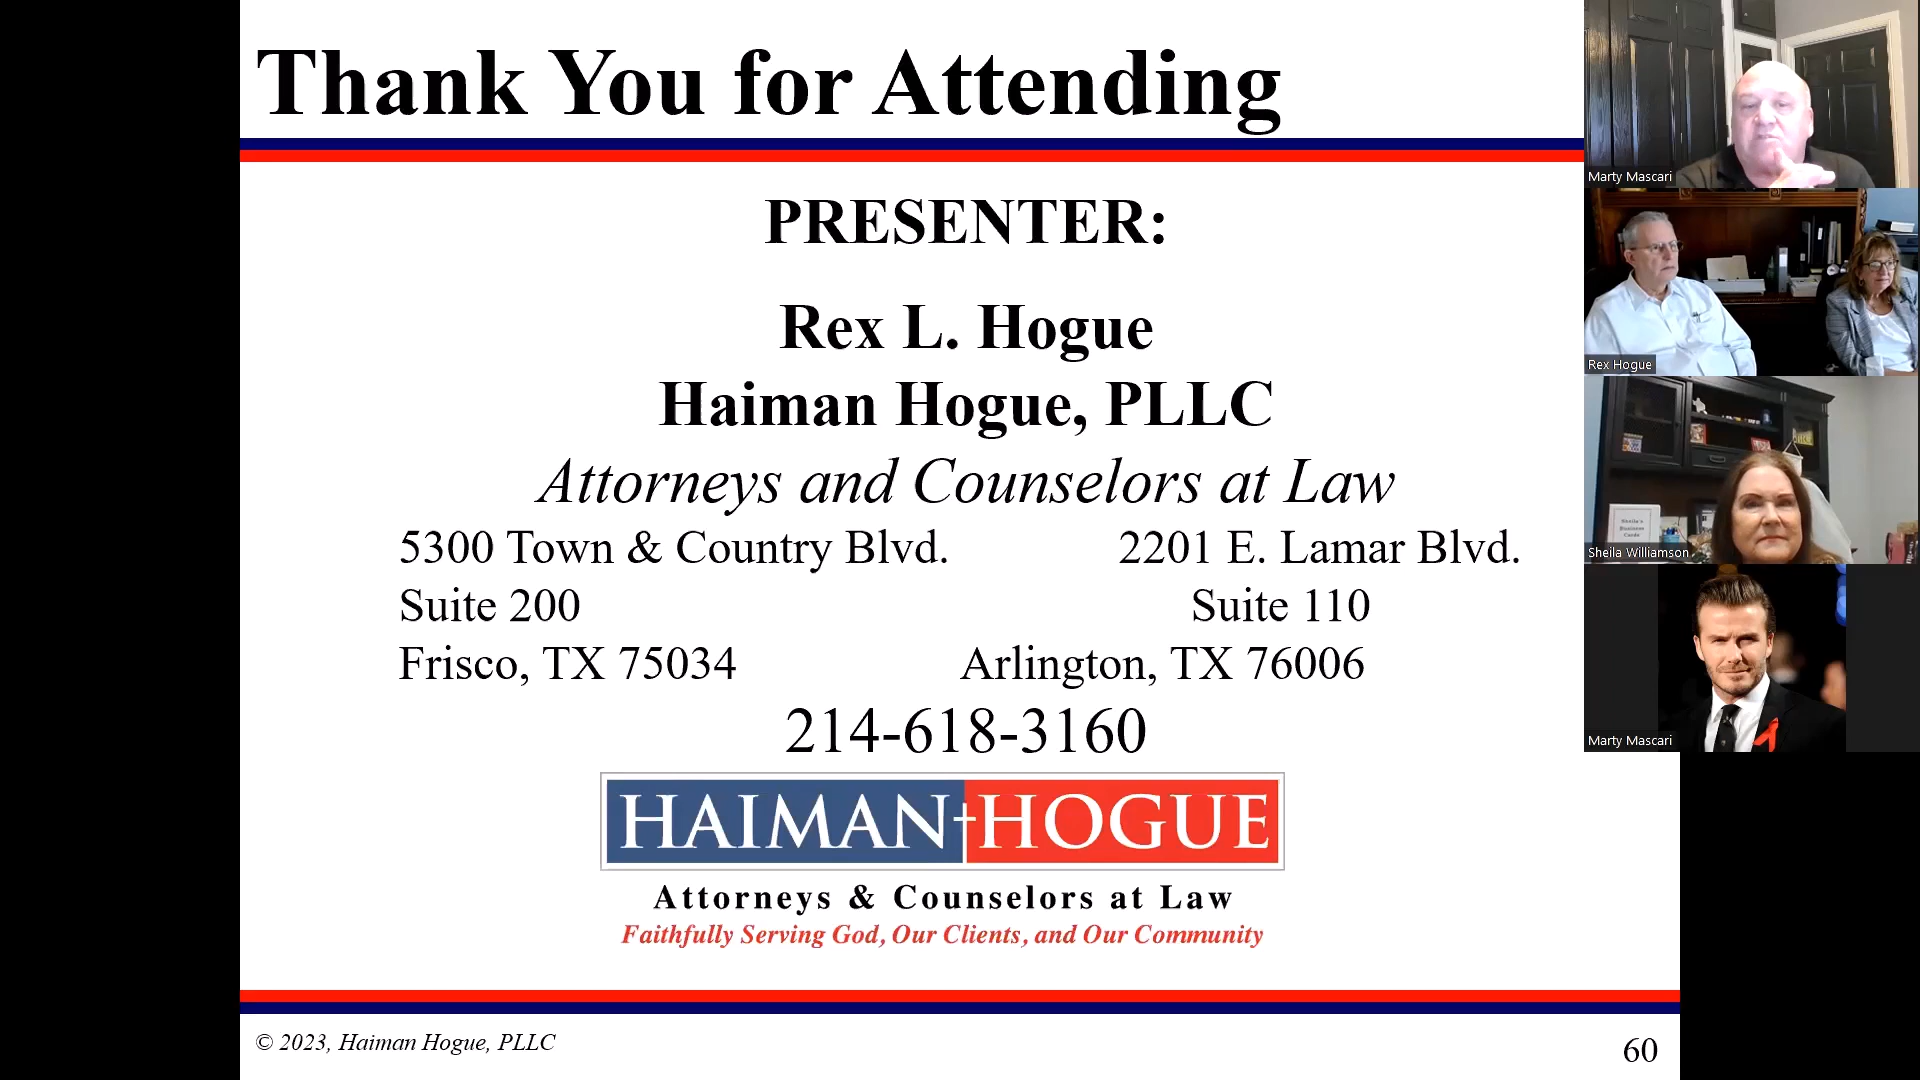 Thank You for Attending
PRESENTER:
Rex L. Hogue
Haiman Hogue, PLLC
Attorneys and Counselors at Law
5300 Town & Country Blvd. 2201 E. Lamar Blvd.
Suite 200 Suite 110
Frisco, TX 75034 Arlington, TX 76006
214-618-3160
HAIMAN HOGUE
Attorneys & Counselors at Law
Faithfully Serving God, Our Clients, and Our Community
© 2023, Haiman Hogue, PLLC
60
Marty Mascari
Rex Hogue
Sheila's
Business
Cards
Sheila Williamson
Marty Mascari